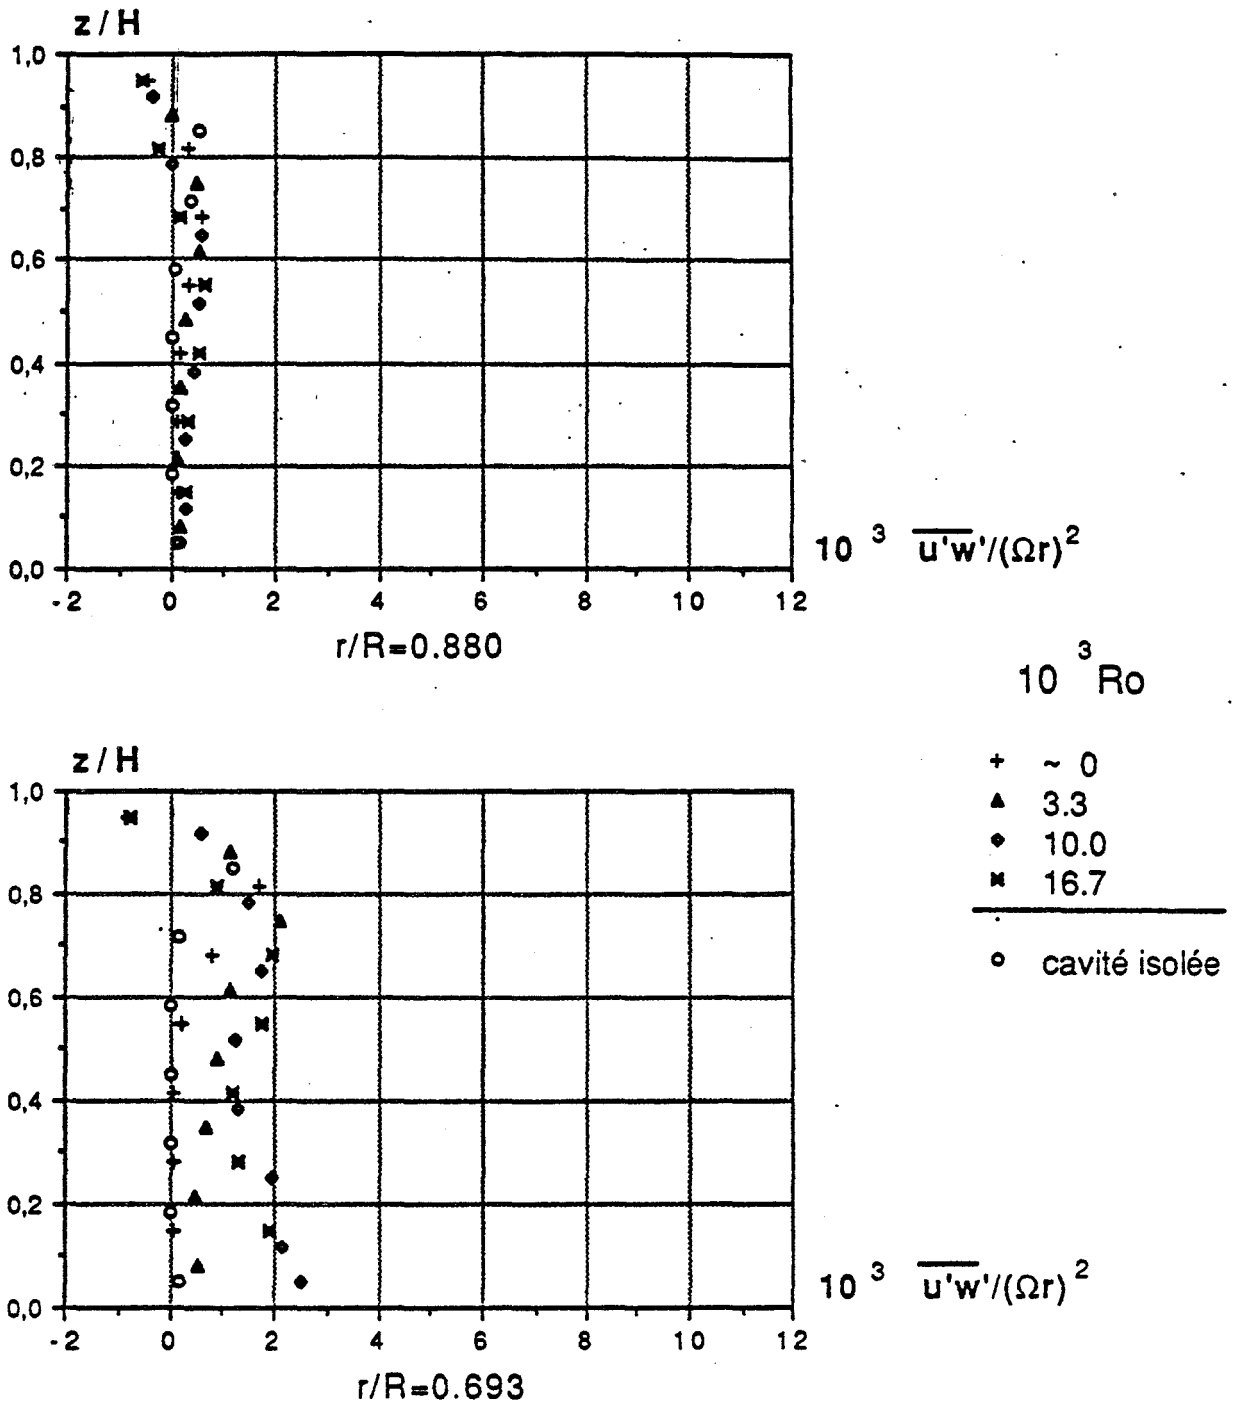 z / H
1,0
0,8
0,6
0,4
0,2
0,0
-2 0 2 4 6 8 10 12
10 ³ u'w'/(Ωr)²
r/R=0.880
10 ³ Ro
+ ~ 0
▲ 3.3
◆ 10.0
✖ 16.7
o cavité isolée
z / H
1,0
0,8
0,6
0,4
0,2
0,0
-2 0 2 4 6 8 10 12
10 ³ u'w'/(Ωr)²
r/R=0.693